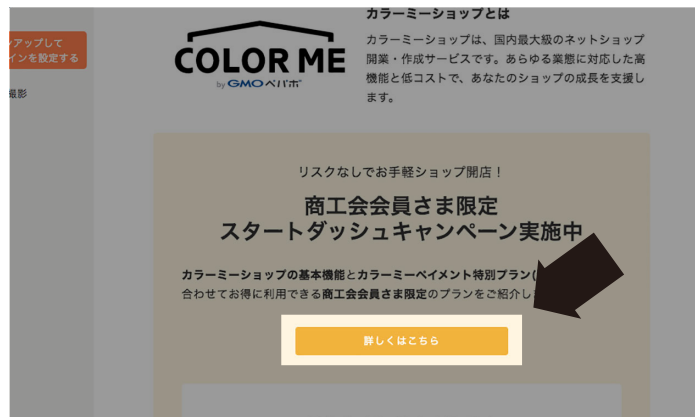 カラーミーショップとは
ンアップして
インを設定する
撮影
COLOR ME
by GMOペパボ
カラーミーショップは、国内最大級のネットショップ
開業・作成サービスです。あらゆる業態に対応した高
機能と低コストで、あなたのショップの成長を支援し
ます。
リスクなしでお手軽ショップ開店！
商工会会員さま限定
スタートダッシュキャンペーン実施中
カラーミーショップの基本機能とカラーミーペイメント特別プラン(
合わせてお得に利用できる商工会会員さま限定のプランをご紹介し
詳しくはこちら